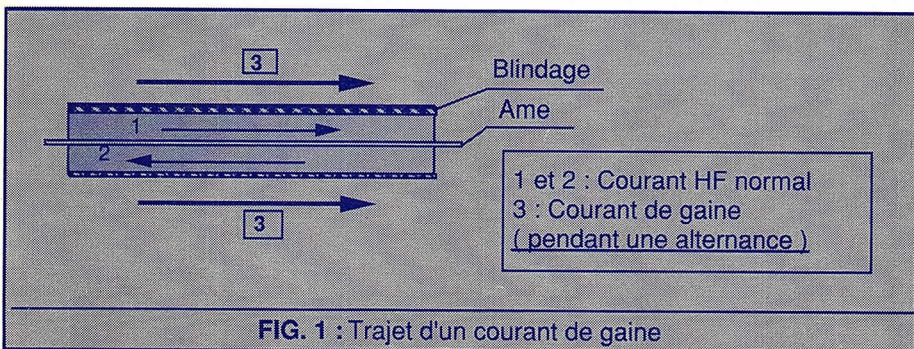 3
Blindage
Ame
1
2
3
1 et 2 : Courant HF normal
3 : Courant de gaine
( pendant une alternance )
FIG. 1 : Trajet d'un courant de gaine